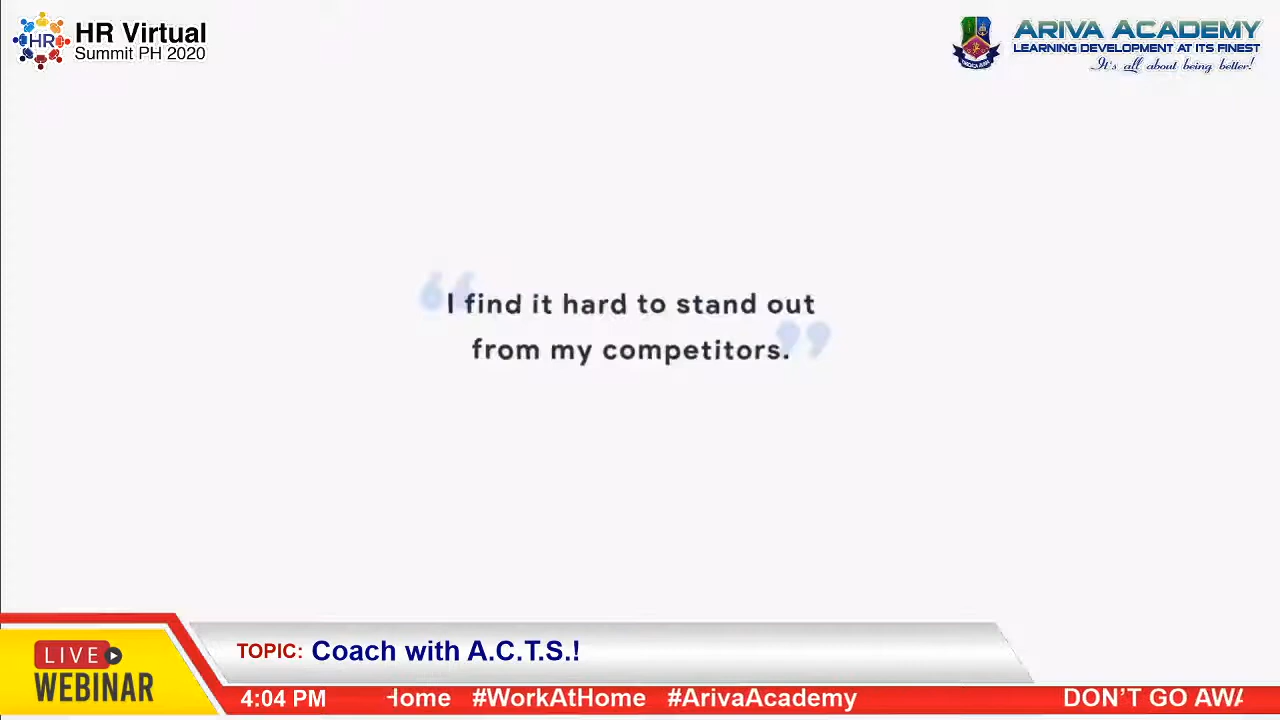 HR Virtual
Summit PH 2020
HR
ARIVA ACADEMY
LEARNING DEVELOPMENT AT ITS FINEST
It's all about being better!
“I find it hard to stand out
from my competitors.”
LIVE
WEBINAR
TOPIC: Coach with A.C.T.S.!
4:04 PM
#WorkAtHome #ArivaAcademy
DON’T GO